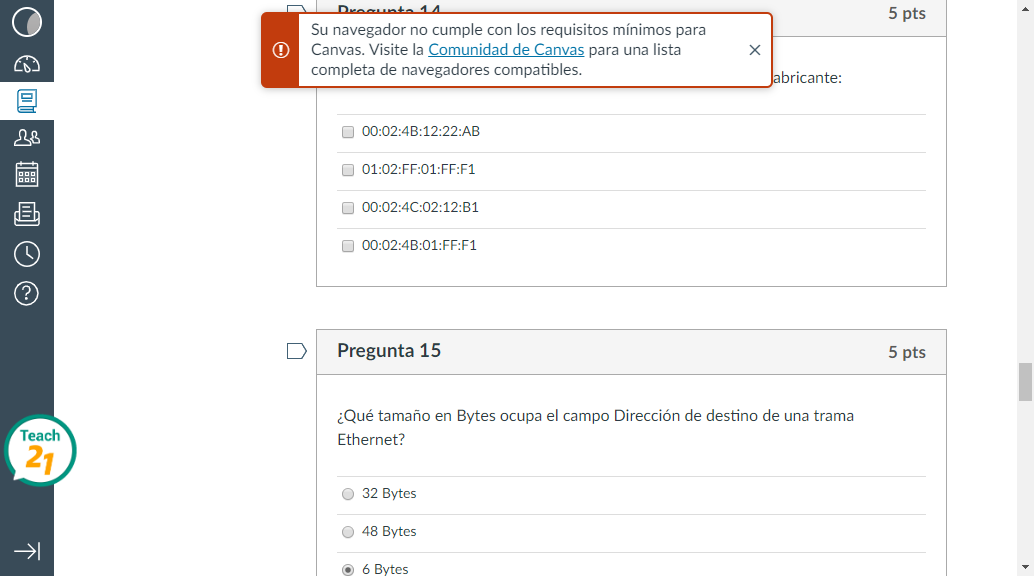 Pregunta 14
5 pts
Su navegador no cumple con los requisitos mínimos para
Canvas. Visite la Comunidad de Canvas para una lista
completa de navegadores compatibles.
abricante:
00:02:4B:12:22:AB
01:02:FF:01:FF:F1
00:02:4C:02:12:B1
00:02:4B:01:FF:F1
Pregunta 15
5 pts
¿Qué tamaño en Bytes ocupa el campo Dirección de destino de una trama
Ethernet?
32 Bytes
48 Bytes
6 Bytes
Teach
21